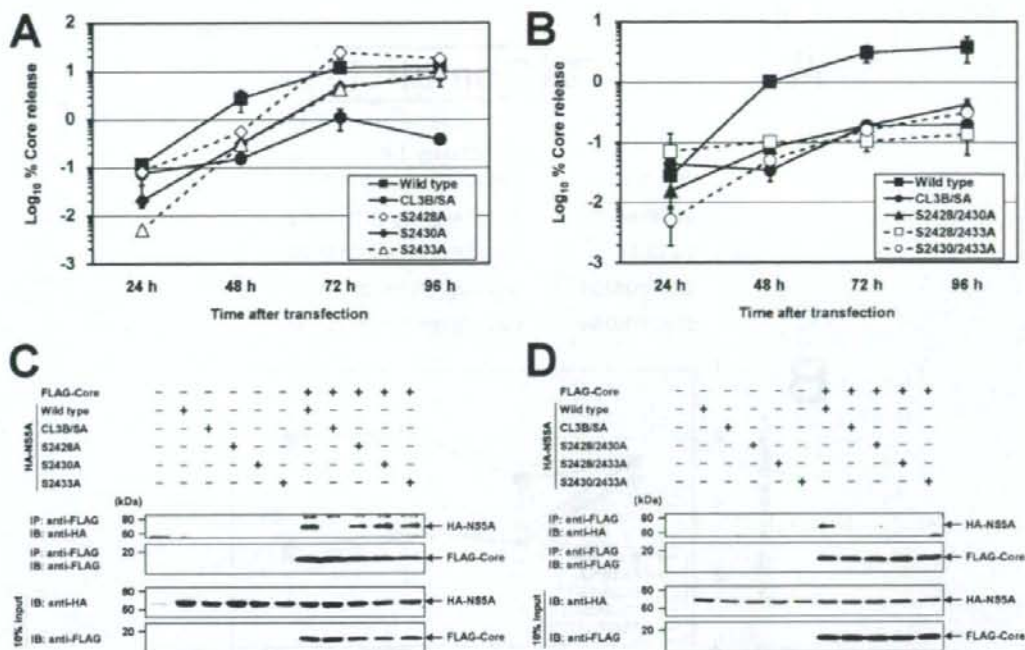 A
Log10 % Core release
2
1
0
-1
-2
-3
24 h 48 h 72 h 96 h
Time after transfection
Wild type
CL3B/SA
S2428A
S2430A
S2433A
B
Log10 % Core release
1
0
-1
-2
-3
24 h 48 h 72 h 96 h
Time after transfection
Wild type
CL3B/SA
S2428/2430A
S2428/2433A
S2430/2433A
C
FLAG-Core - - - - - - + + + + + +
HA-NS5A
Wild type - + - - - - + - - - - -
CL3B/SA - - + - - - - + - - - -
S2428A - - - + - - - - + - - -
S2430A - - - - + - - - - + - -
S2433A - - - - - + - - - - - +
(kDa)
IP: anti-FLAG
IB: anti-HA
80
60
HA-NS5A
IP: anti-FLAG
IB: anti-FLAG
20
FLAG-Core
10% input
IB: anti-HA
80
60
HA-NS5A
IB: anti-FLAG
20
FLAG-Core
D
FLAG-Core - - - - - - + + + + + +
HA-NS5A
Wild type - + - - - - + - - - - -
CL3B/SA - - + - - - - + - - - -
S2428/2430A - - - + - - - - + - - -
S2428/2433A - - - - + - - - - + - -
S2430/2433A - - - - - + - - - - - +
(kDa)
IP: anti-FLAG
IB: anti-HA
80
60
HA-NS5A
IP: anti-FLAG
IB: anti-FLAG
20
FLAG-Core
10% input
IB: anti-HA
80
60
HA-NS5A
IB: anti-FLAG
20
FLAG-Core